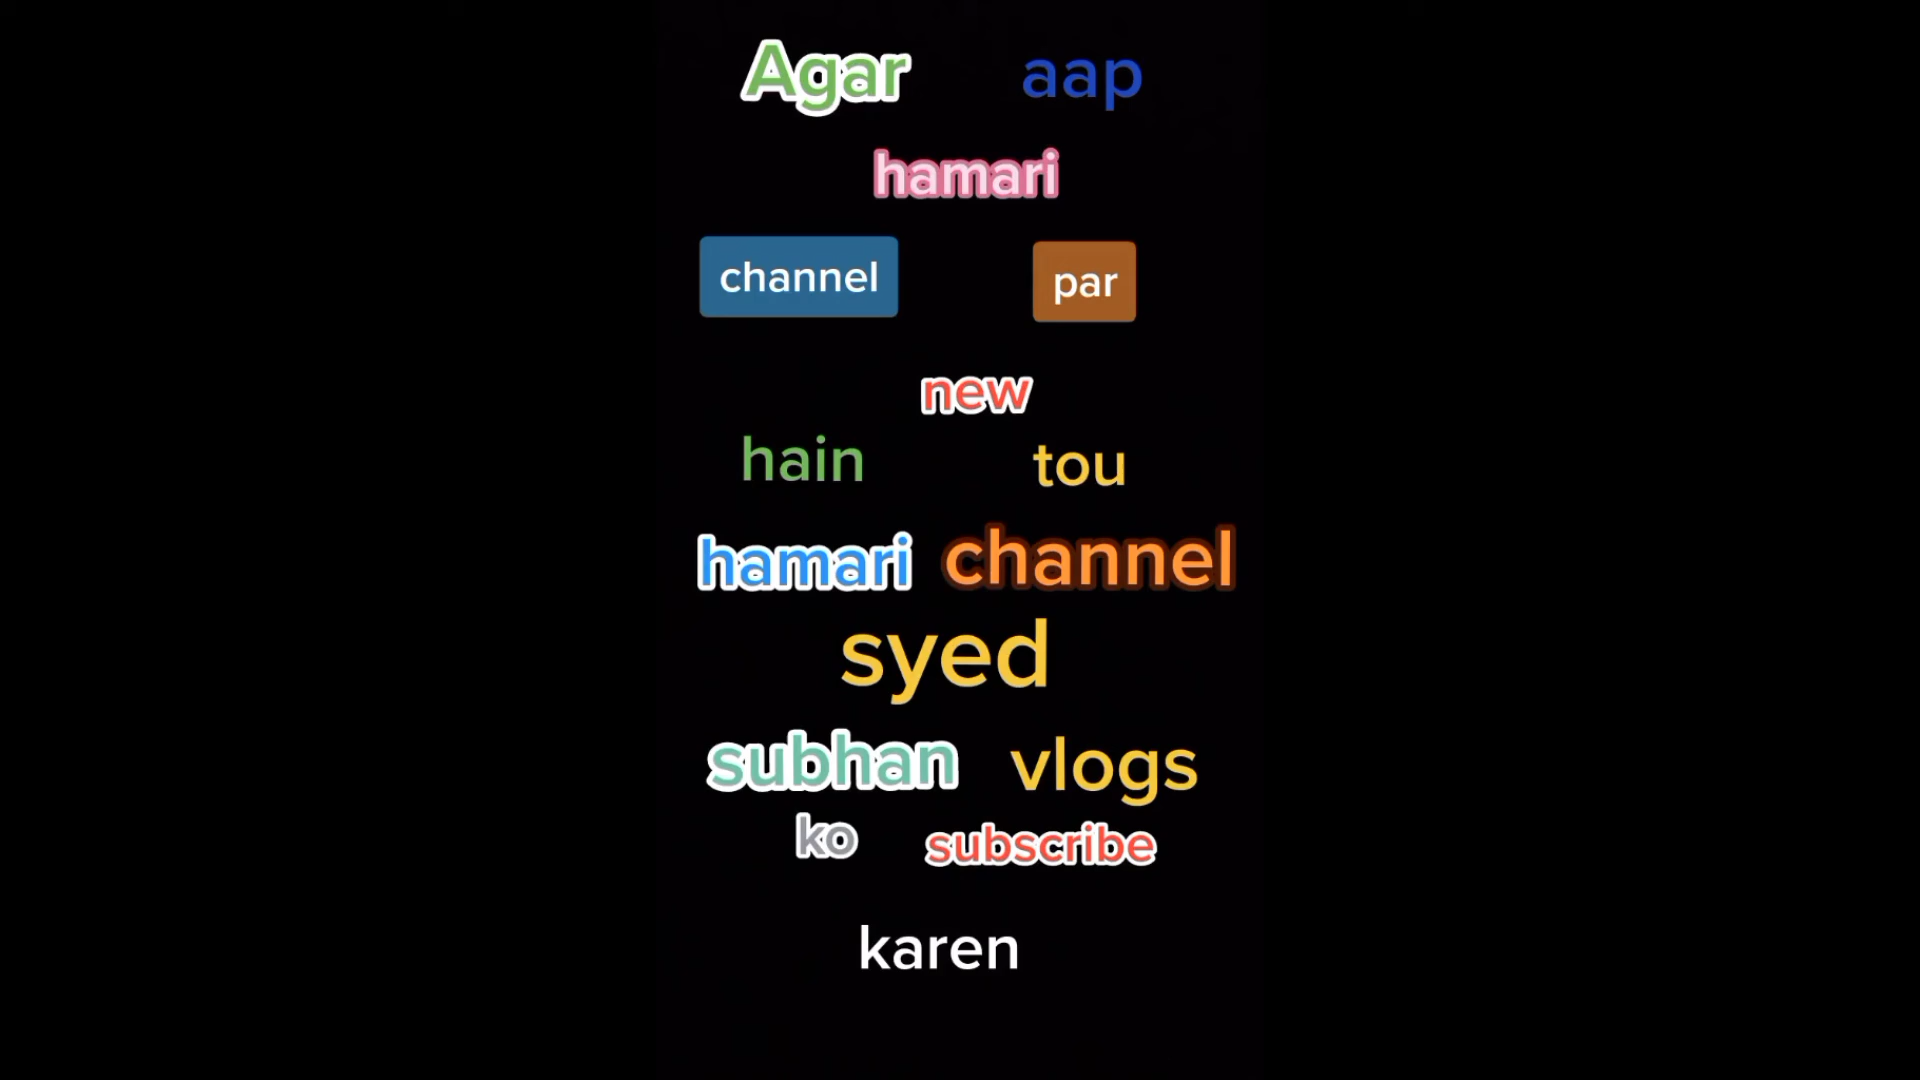 Agar aap
hamari
channel par
new
hain tou
hamari channel
syed
subhan vlogs
ko subscribe
karen